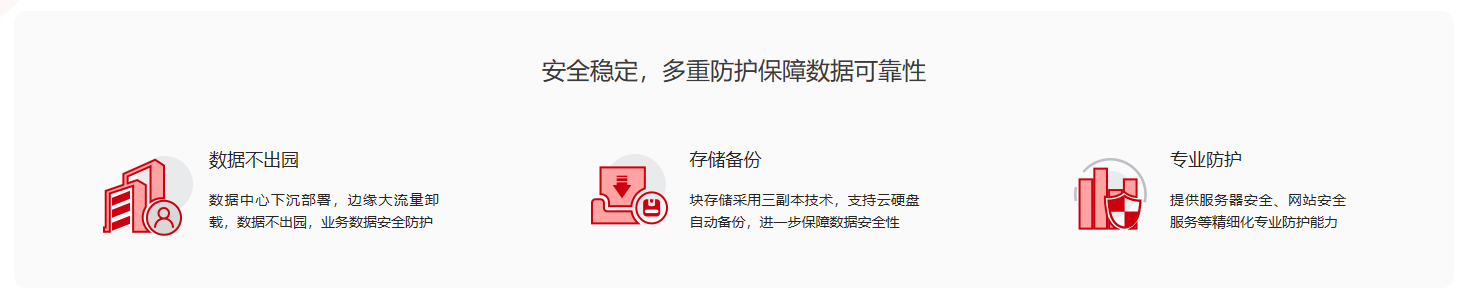 安全稳定，多重防护保障数据可靠性
数据不出园
数据中心下沉部署，边缘大流量卸
载，数据不出园，业务数据安全防护
存储备份
块存储采用三副本技术，支持云硬盘
自动备份，进一步保障数据安全性
专业防护
提供服务器安全、网站安全
服务等精细化专业防护能力